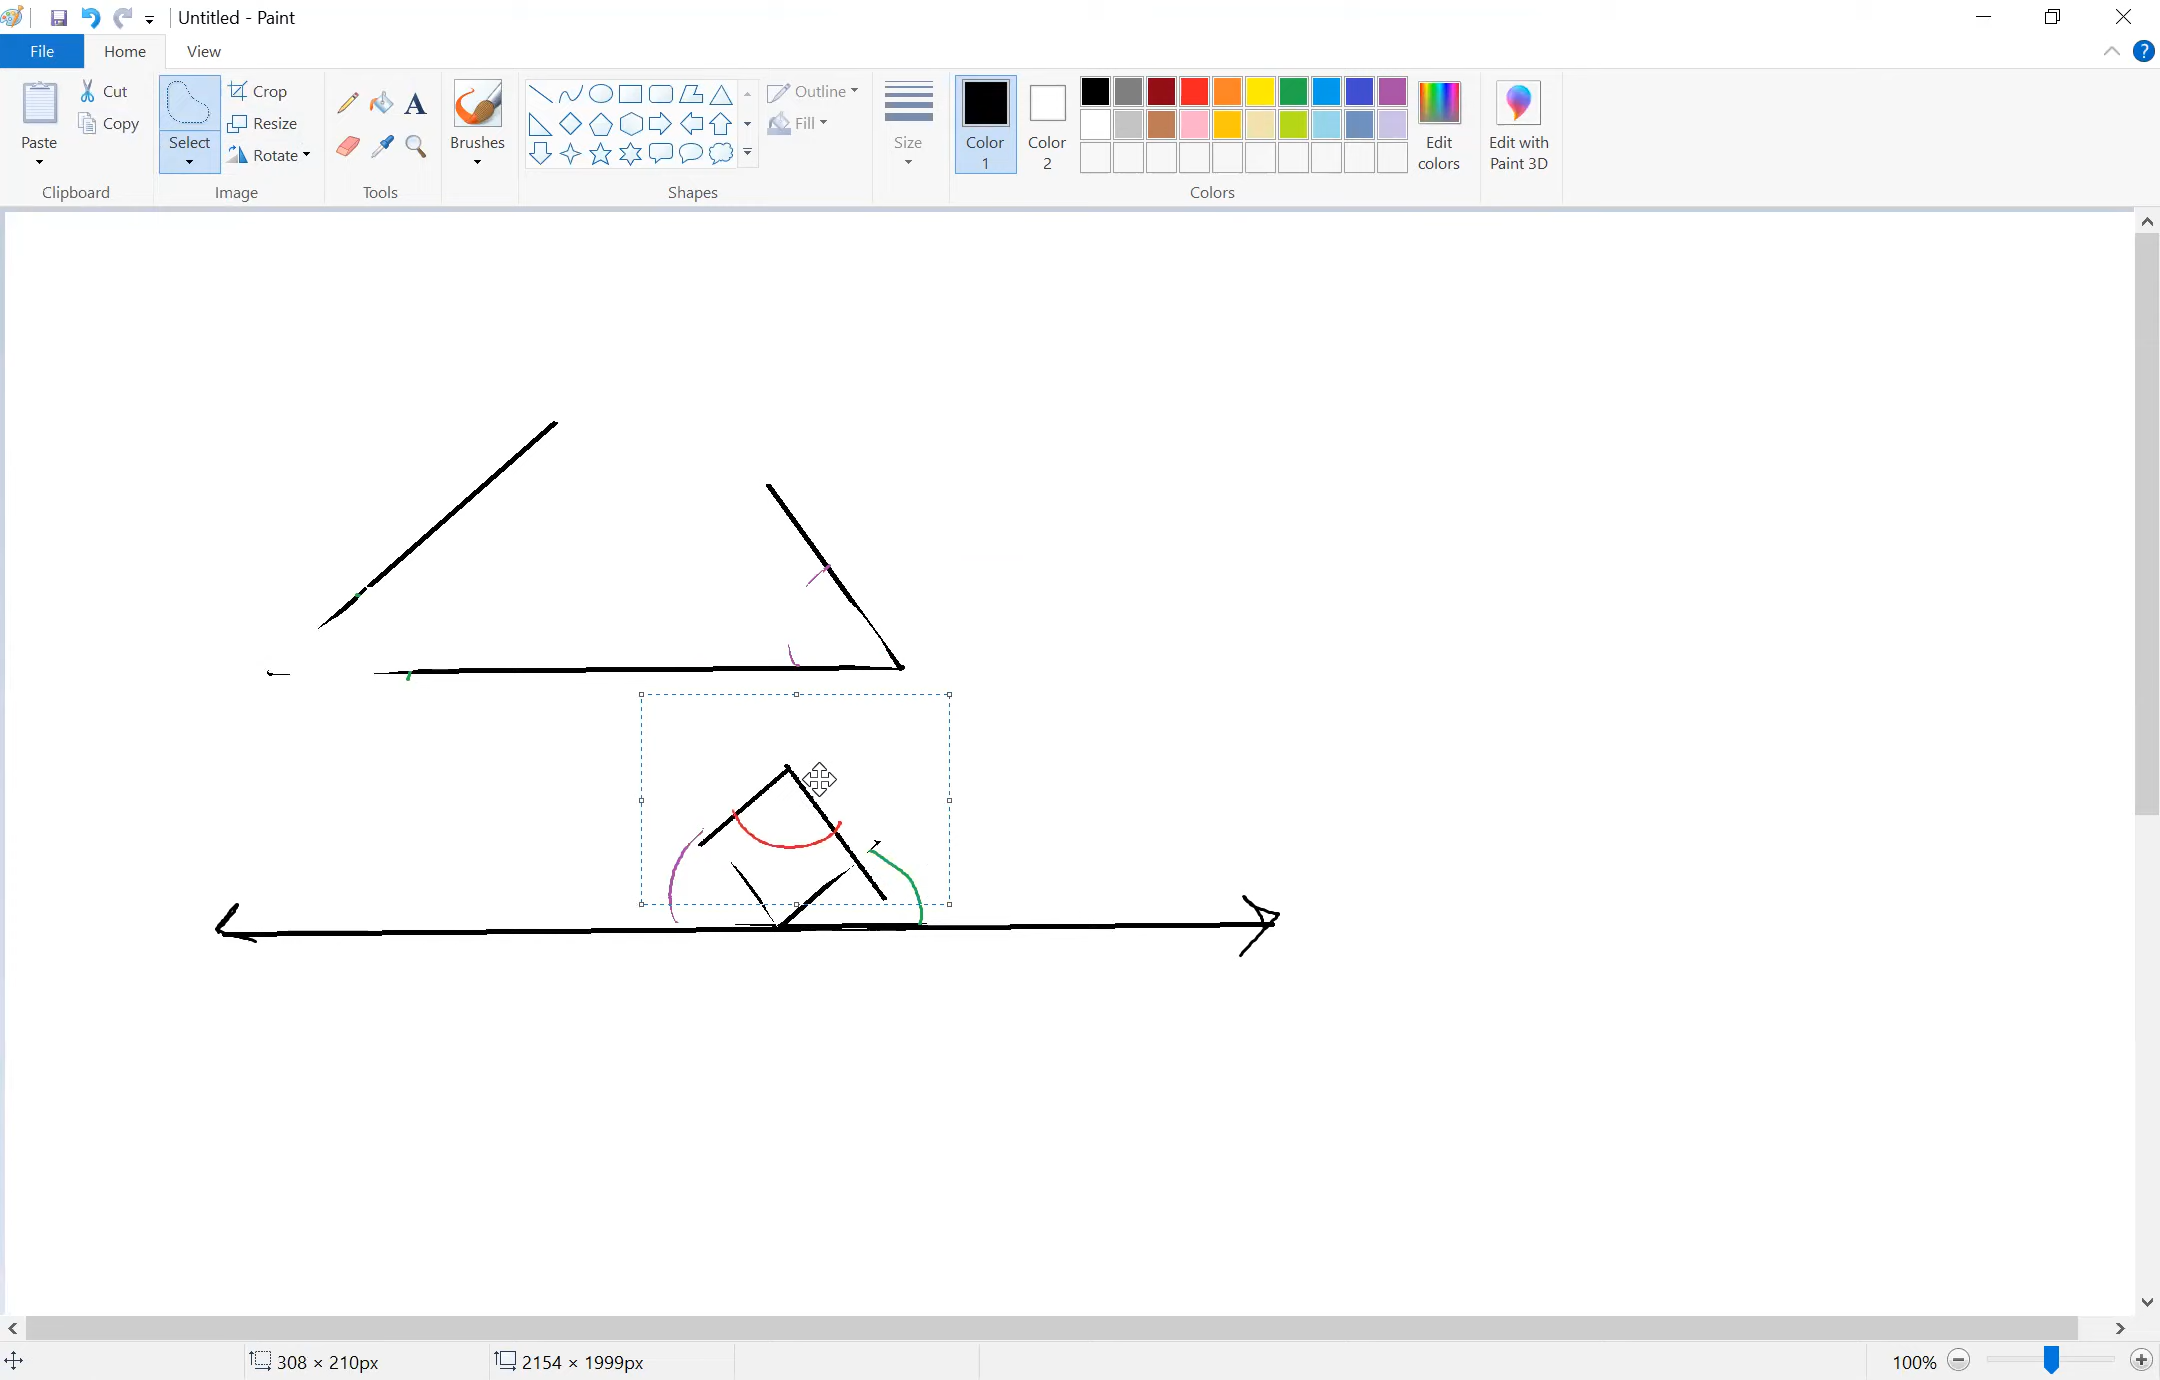 Untitled - Paint
File Home View
Paste Cut Copy Select Crop Resize Rotate Brushes Outline Fill Size Color 1 Color 2 Edit colors Edit with Paint 3D
Clipboard Image Tools Shapes Colors
308 × 210px 2154 × 1999px 100%